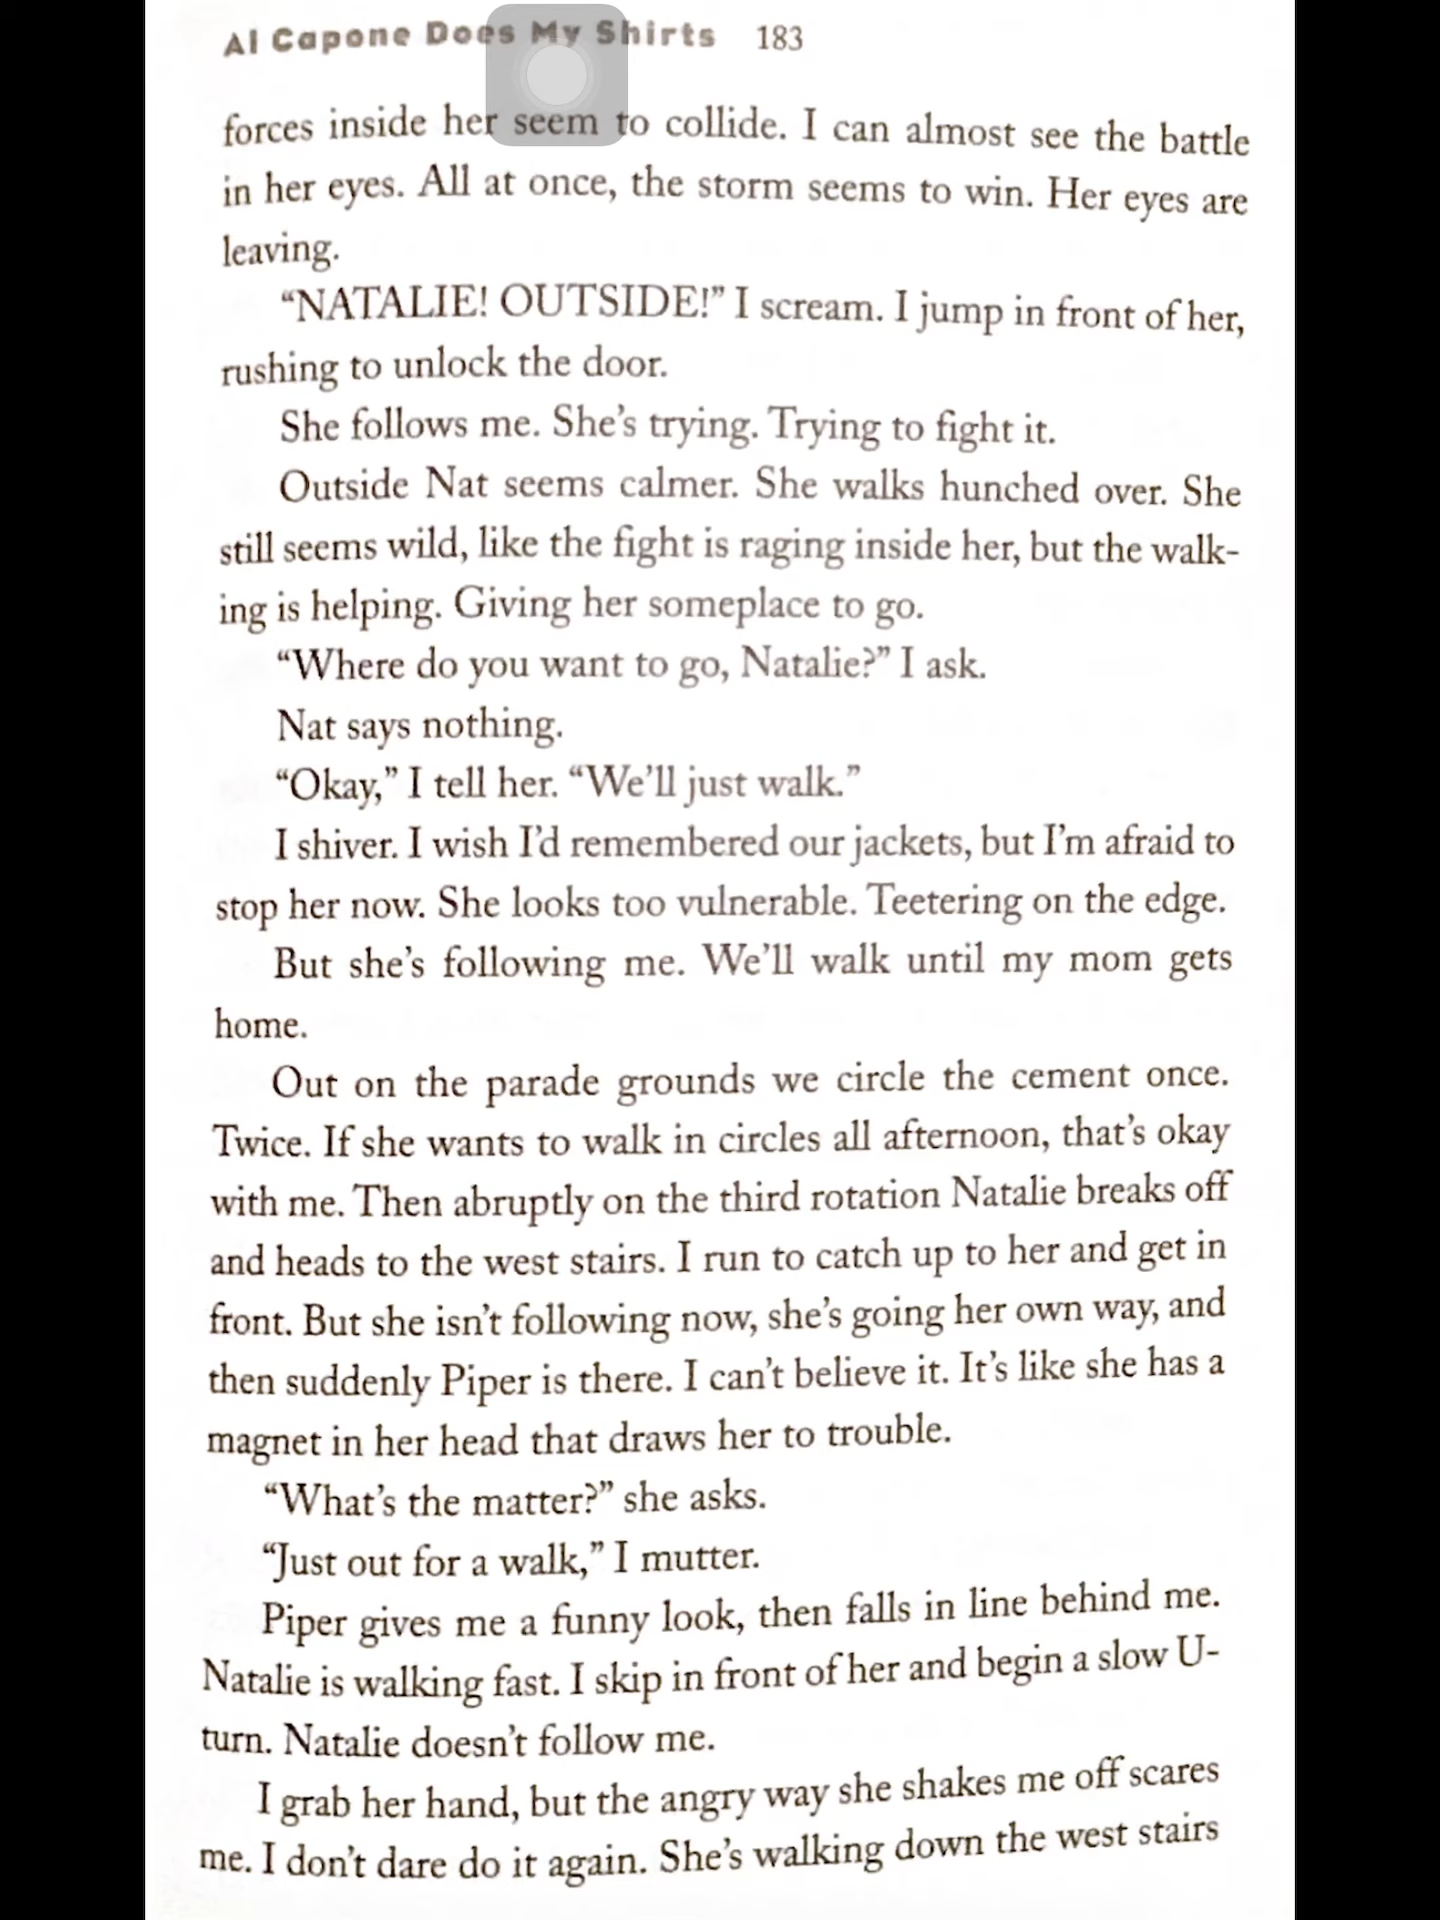 Al Capone Does My Shirts 183
forces inside her seem to collide. I can almost see the battle
in her eyes. All at once, the storm seems to win. Her eyes are
leaving.
“NATALIE! OUTSIDE!” I scream. I jump in front of her,
rushing to unlock the door.
She follows me. She’s trying. Trying to fight it.
Outside Nat seems calmer. She walks hunched over. She
still seems wild, like the fight is raging inside her, but the walk-
ing is helping. Giving her someplace to go.
“Where do you want to go, Natalie?” I ask.
Nat says nothing.
“Okay,” I tell her. “We’ll just walk.”
I shiver. I wish I’d remembered our jackets, but I’m afraid to
stop her now. She looks too vulnerable. Teetering on the edge.
But she’s following me. We’ll walk until my mom gets
home.
Out on the parade grounds we circle the cement once.
Twice. If she wants to walk in circles all afternoon, that’s okay
with me. Then abruptly on the third rotation Natalie breaks off
and heads to the west stairs. I run to catch up to her and get in
front. But she isn’t following now, she’s going her own way, and
then suddenly Piper is there. I can’t believe it. It’s like she has a
magnet in her head that draws her to trouble.
“What’s the matter?” she asks.
“Just out for a walk,” I mutter.
Piper gives me a funny look, then falls in line behind me.
Natalie is walking fast. I skip in front of her and begin a slow U-
turn. Natalie doesn’t follow me.
I grab her hand, but the angry way she shakes me off scares
me. I don’t dare do it again. She’s walking down the west stairs